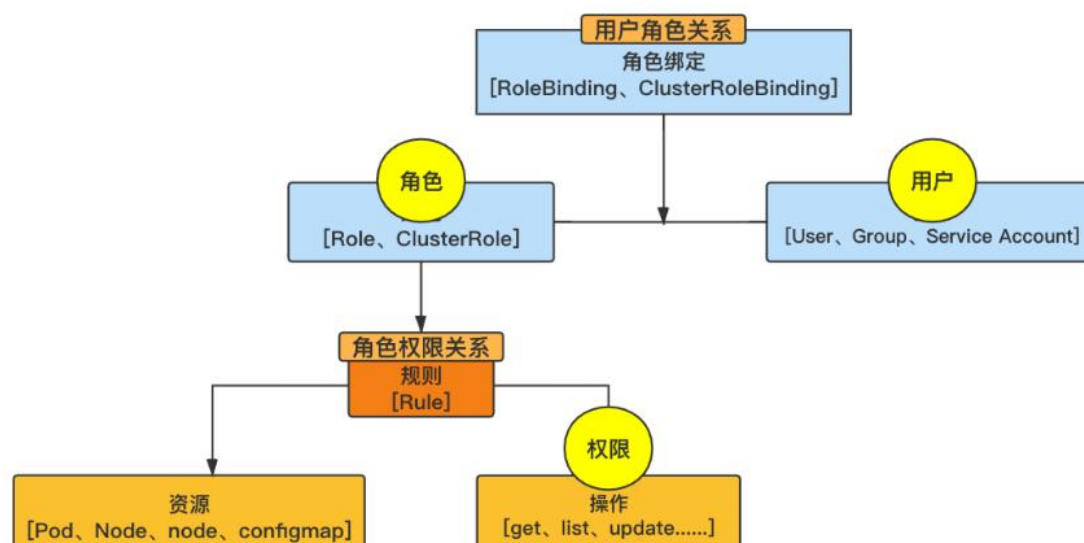 用户角色关系
角色绑定
[RoleBinding、ClusterRoleBinding]
角色
[Role、ClusterRole]
用户
[User、Group、Service Account]
角色权限关系
规则
[Rule]
权限
资源
[Pod、Node、node、configmap]
操作
[get、list、update......]